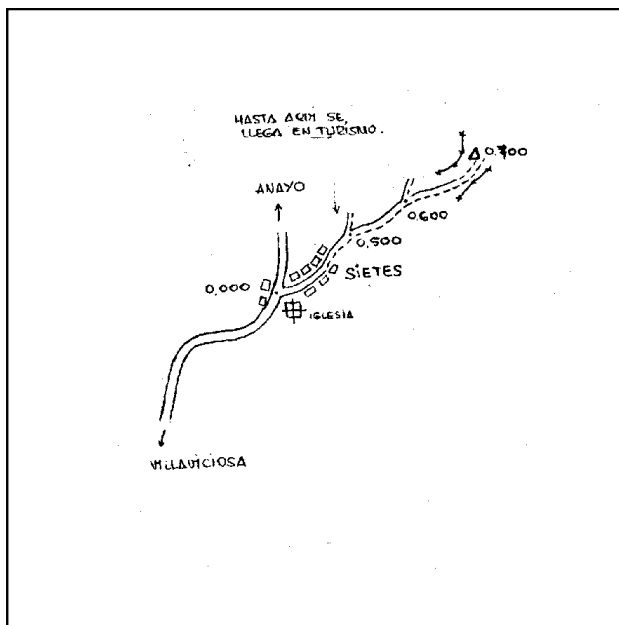 HASTA AQUI SE,
LLEGA EN TURISMO.
0.700
ANAYO
0,600
0,500
SIETES
0,000
IGLESIA
VILLAVICIOSA